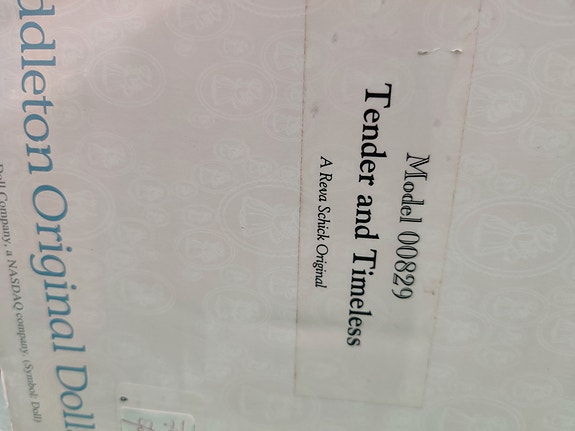 Model 00829
Tender and Timeless
A Reva Schick Original
ddleton Original Doll
Doll Company, a NASDAQ company. (Symbol: Doll)